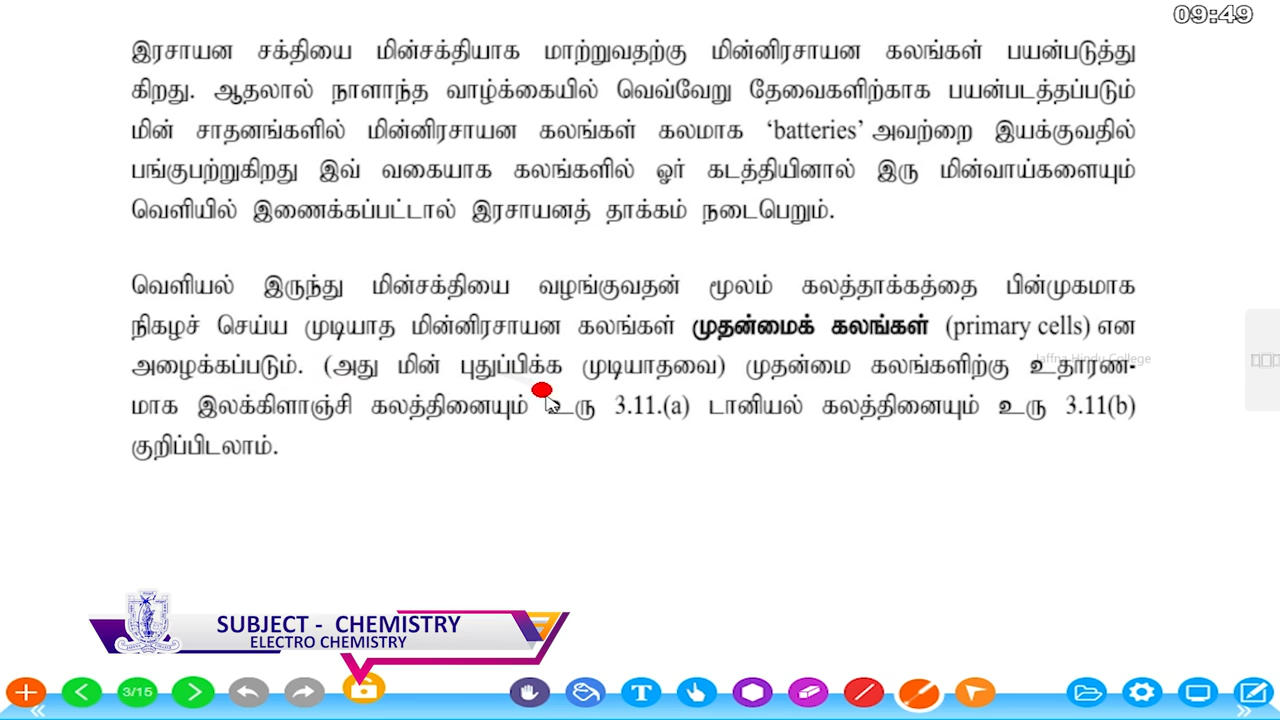 09:49
இரசாயன சக்தியை மின்சக்தியாக மாற்றுவதற்கு மின்னிரசாயன கலங்கள் பயன்படுத்து
கிறது. ஆதலால் நாளாந்த வாழ்க்கையில் வெவ்வேறு தேவைகளிற்காக பயன்படத்தப்படும்
மின் சாதனங்களில் மின்னிரசாயன கலங்கள் கலமாக ‘batteries’ அவற்றை இயக்குவதில்
பங்குபற்றுகிறது இவ் வகையாக கலங்களில் ஓர் கடத்தியினால் இரு மின்வாய்களையும்
வெளியில் இணைக்கப்பட்டால் இரசாயனத் தாக்கம் நடைபெறும்.
வெளியல் இருந்து மின்சக்தியை வழங்குவதன் மூலம் கலத்தாக்கத்தை பின்முகமாக
நிகழச் செய்ய முடியாத மின்னிரசாயன கலங்கள் முதன்மைக் கலங்கள் (primary cells) என
Jaffna Hindu College
அழைக்கப்படும். (அது மின் புதுப்பிக்க முடியாதவை) முதன்மை கலங்களிற்கு உதாரண-
மாக இலக்கிளாஞ்சி கலத்தினையும் உரு 3.11.(a) டானியல் கலத்தினையும் உரு 3.11(b)
குறிப்பிடலாம்.
SUBJECT - CHEMISTRY
ELECTRO CHEMISTRY
3/15